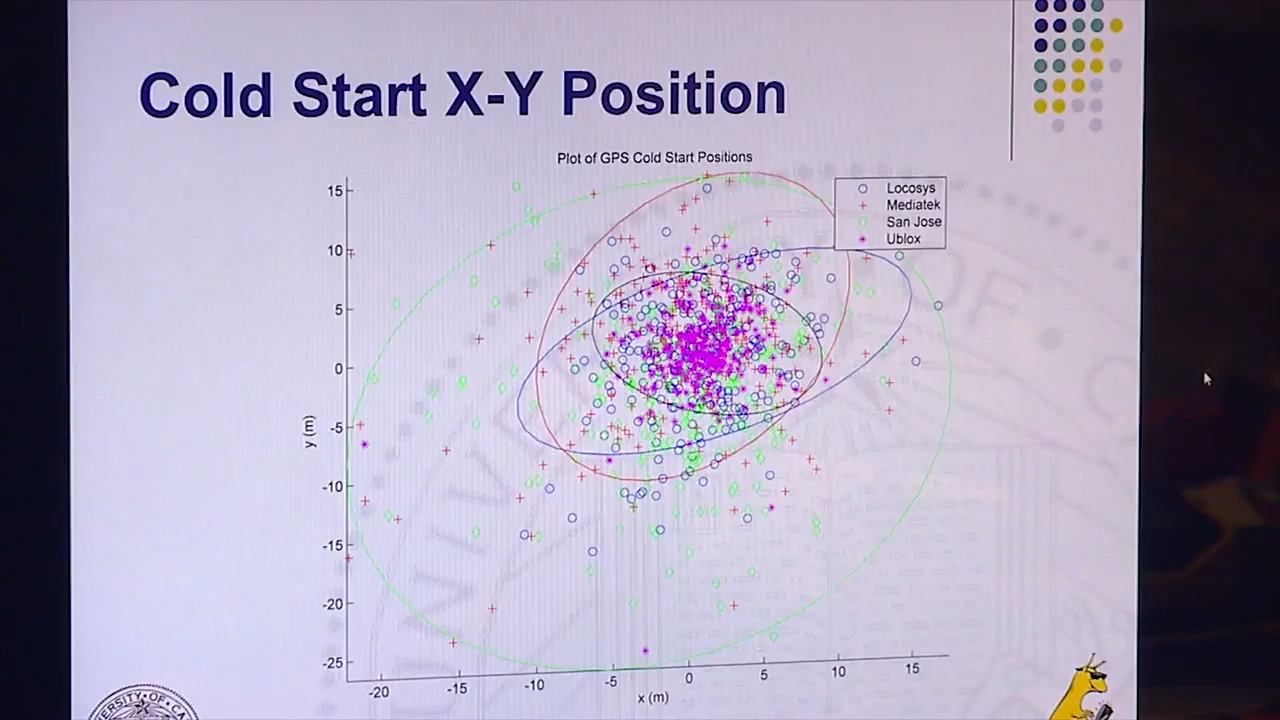 Cold Start X-Y Position
Plot of GPS Cold Start Positions
Locosys
Mediatek
San Jose
Ublox
15
10
5
0
-5
-10
-15
-20
-25
y (m)
-20
-15
-10
-5
0
5
10
15
x (m)